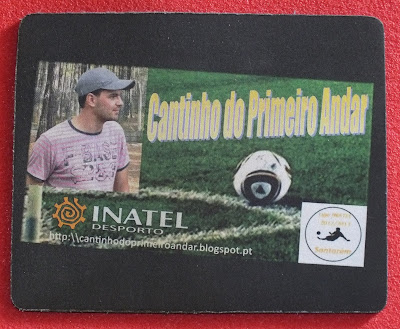 Cantinho do Primeiro Andar
INATEL
DESPORTO
http:\\cantinhodoprimeiroandar.blogspot.pt
Santarém